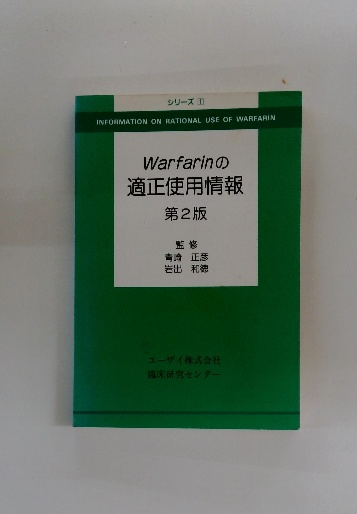 シリーズ 1
INFORMATION ON RATIONAL USE OF WARFARIN
Warfarinの
適正使用情報
第2版
監修
青﨑 正彦
岩出 和徳
エーザイ株式会社
臨床研究センター